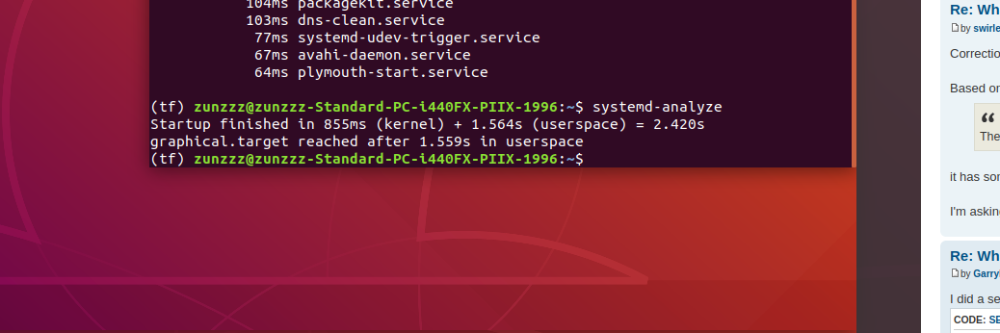 104ms packagekit.service
103ms dns-clean.service
77ms systemd-udev-trigger.service
67ms avahi-daemon.service
64ms plymouth-start.service
(tf) zunzzz@zunzzz-Standard-PC-i440FX-PIIX-1996:~$ systemd-analyze
Startup finished in 855ms (kernel) + 1.564s (userspace) = 2.420s
graphical.target reached after 1.559s in userspace
(tf) zunzzz@zunzzz-Standard-PC-i440FX-PIIX-1996:~$
Re: Wh
by swirle
Correctio
Based on
“
The
it has sor
I'm askin
Re: Wh
by Garry
I did a se
CODE: SE